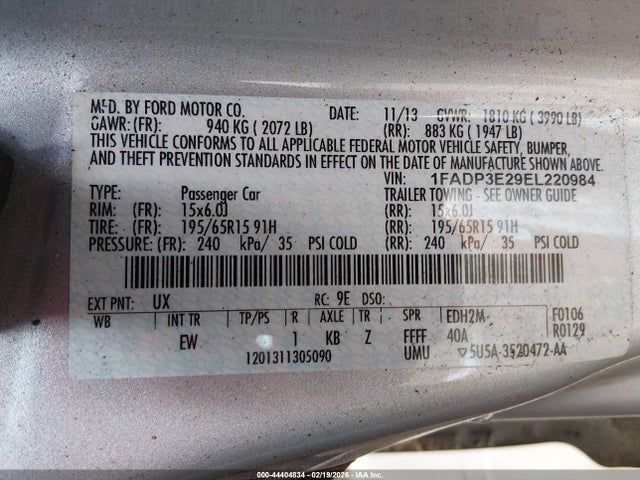 MFD. BY FORD MOTOR CO. DATE: 11/13 GVWR: 1810 KG ( 3990 LB)
GAWR: (FR): 940 KG ( 2072 LB) (RR): 883 KG ( 1947 LB)
THIS VEHICLE CONFORMS TO ALL APPLICABLE FEDERAL MOTOR VEHICLE SAFETY, BUMPER,
AND THEFT PREVENTION STANDARDS IN EFFECT ON THE DATE OF MANUFACTURE SHOWN ABOVE.
VIN: 1FADP3E29EL220984
TYPE: Passenger Car TRAILER TOWING - SEE OWNER GUIDE
RIM: (FR): 15x6.0J (RR): 15x6.0J
TIRE: (FR): 195/65R15 91H (RR): 195/65R15 91H
PRESSURE: (FR): 240 kPa/ 35 PSI COLD (RR): 240 kPa/ 35 PSI COLD
EXT PNT: UX RC: 9E DSO:
WB INT TR TP/PS R AXLE TR SPR EDH2M F0106
EW 1 KB Z FFFF 40A R0129
1201311305090 UMU ▽5U5A-3520472-AA
000-44404834 - 02/19/2026 - IAAI.COM